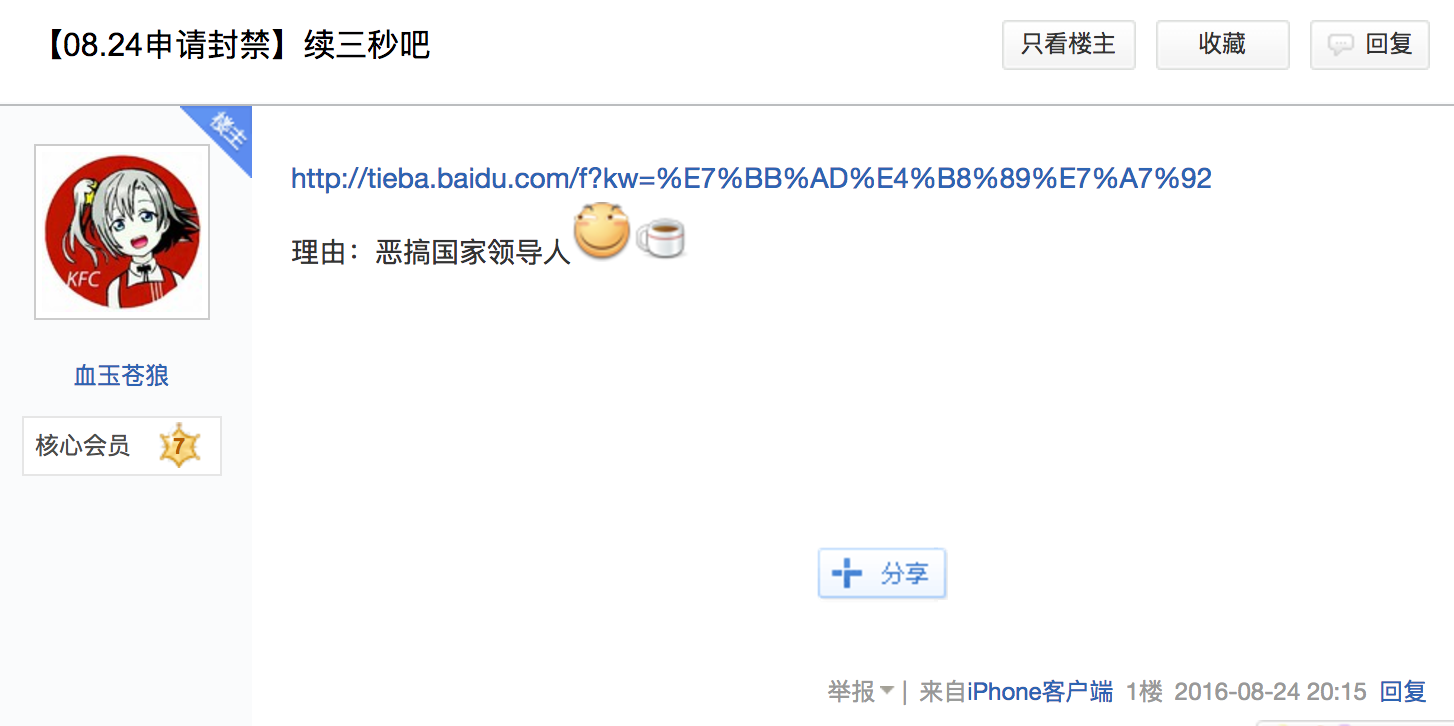 【08.24申请封禁】续三秒吧
只看楼主
收藏
回复
楼主
KFC
血玉苍狼
核心会员 7
http://tieba.baidu.com/f?kw=%E7%BB%AD%E4%B8%89%E7%A7%92
理由：恶搞国家领导人
分享
举报 | 来自iPhone客户端 1楼 2016-08-24 20:15 回复